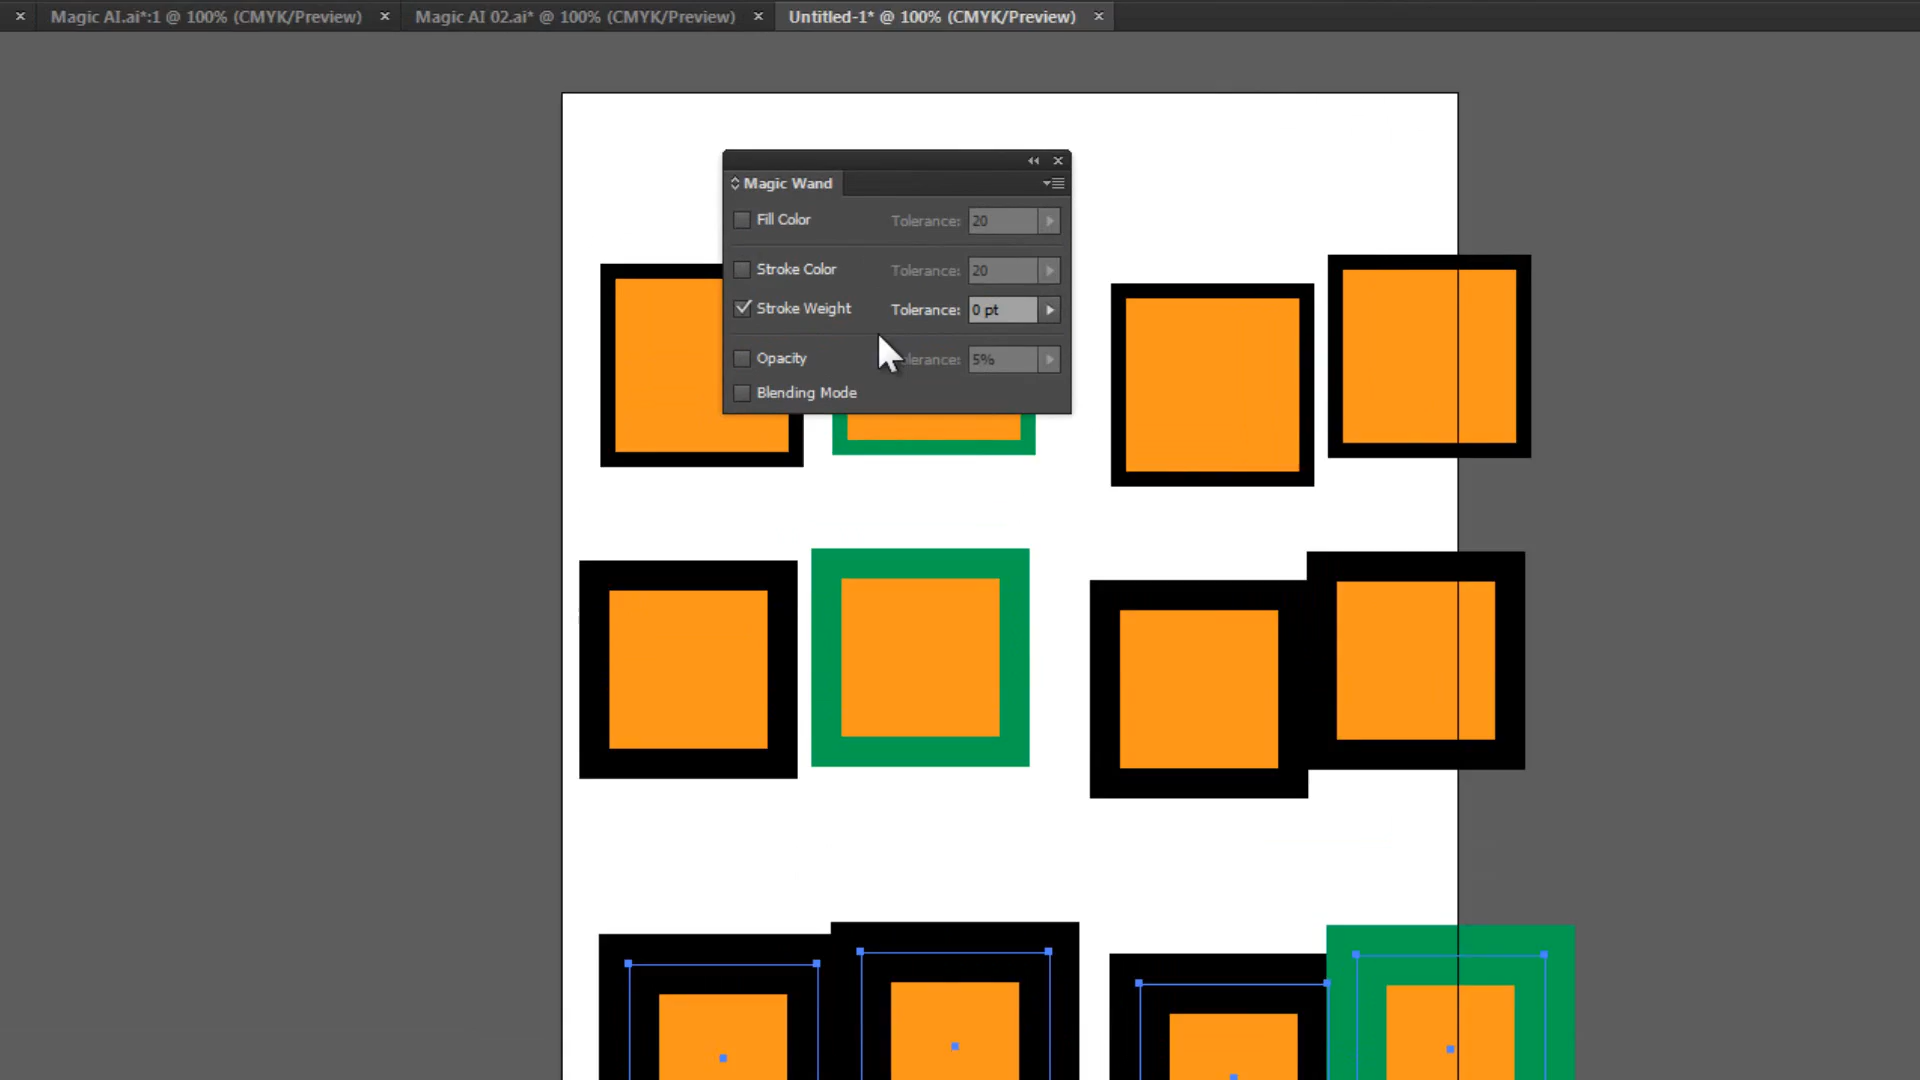 Magic AI.ai*:1 @ 100% (CMYK/Preview)
Magic AI 02.ai* @ 100% (CMYK/Preview)
Untitled-1* @ 100% (CMYK/Preview)
Magic Wand
Fill Color Tolerance: 20
Stroke Color Tolerance: 20
Stroke Weight Tolerance: 0 pt
Opacity lerance: 5%
Blending Mode